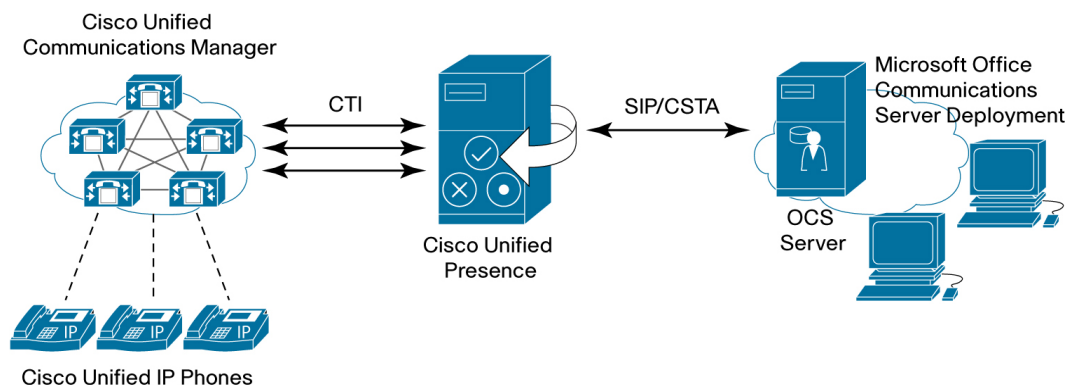 Cisco Unified
Communications Manager
CTI
SIP/CSTA
Microsoft Office
Communications
Server Deployment
OCS
Server
Cisco Unified
Presence
IP
IP
IP
Cisco Unified IP Phones